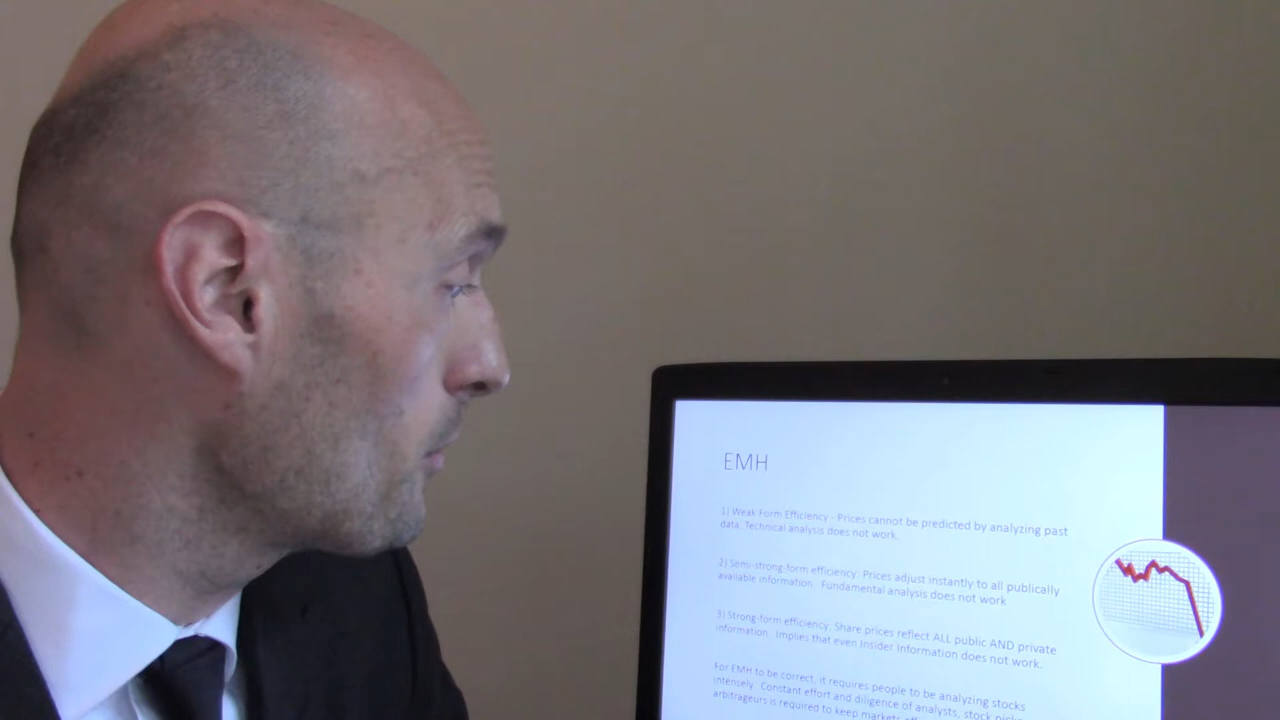 EMH
1) Weak Form Efficiency - Prices cannot be predicted by analyzing past
data. Technical analysis does not work.
2) Semi-strong-form efficiency: Prices adjust instantly to all publically
available information. Fundamental analysis does not work
3) Strong-form efficiency; Share prices reflect ALL public AND private
information. Implies that even Insider Information does not work.
For EMH to be correct, it requires people to be analyzing stocks
intensely. Constant effort and diligence of analysts, stock
arbitrageurs is required to keep markets